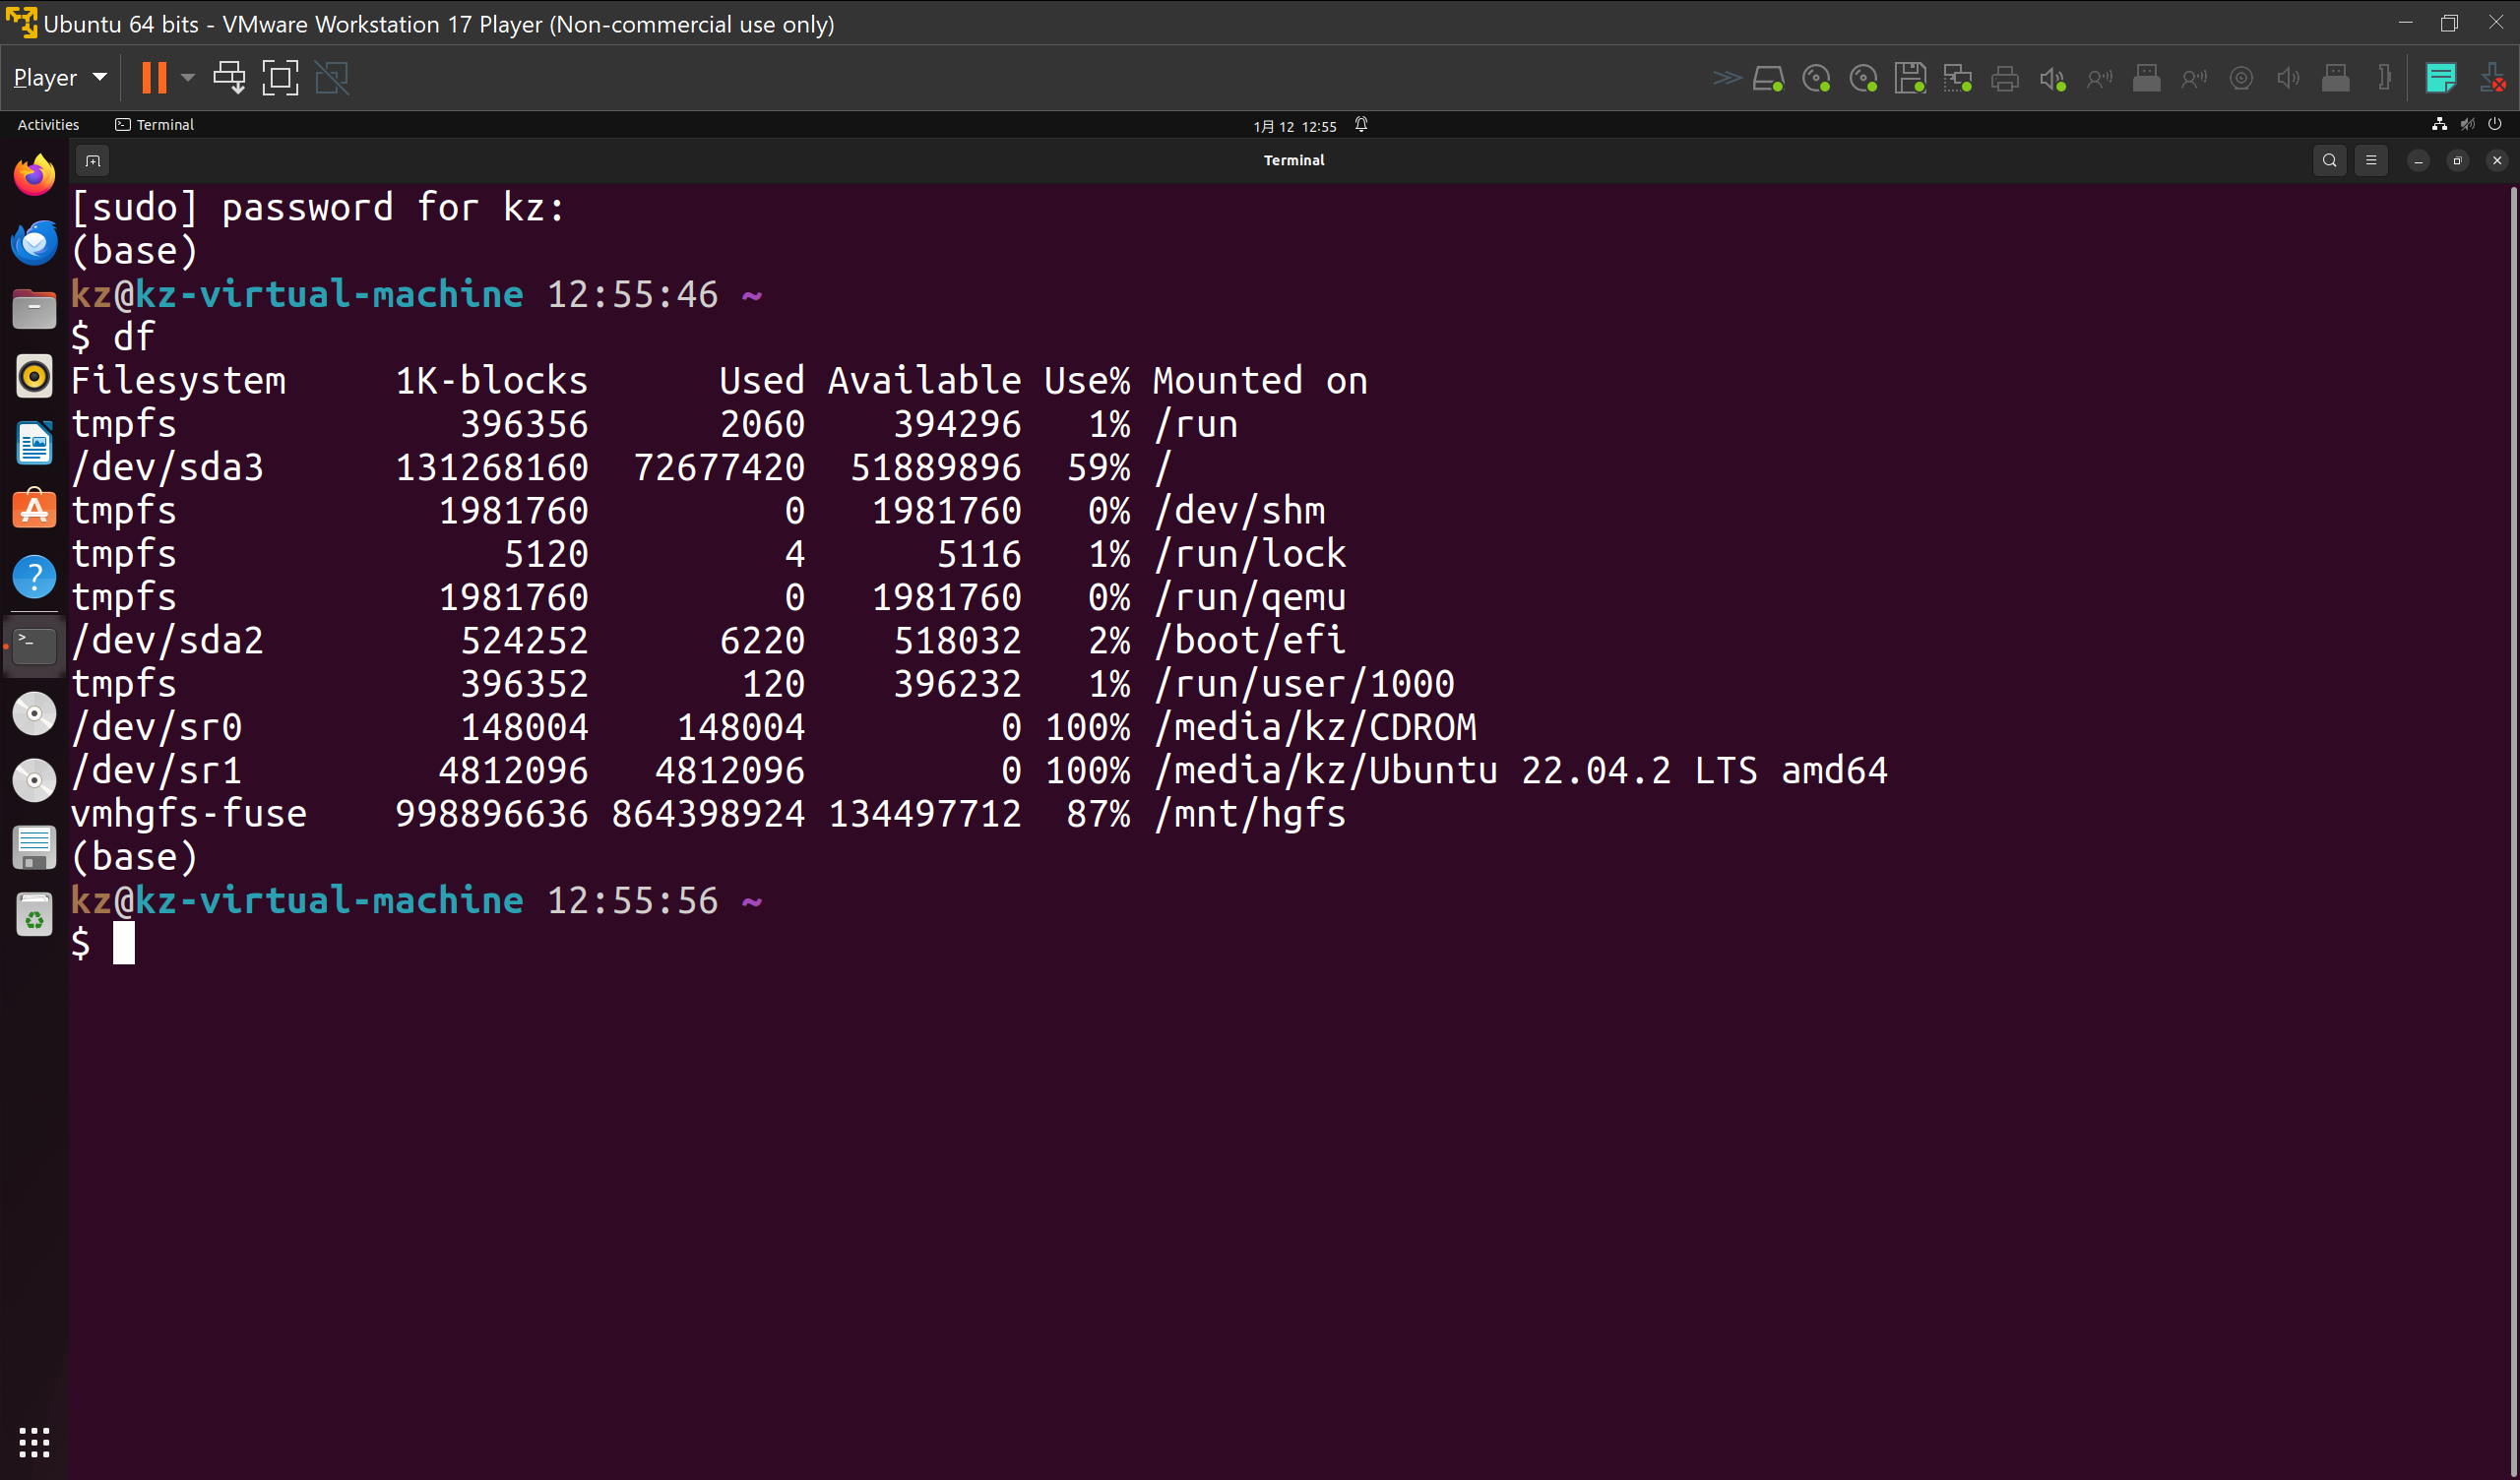 Ubuntu 64 bits - VMware Workstation 17 Player (Non-commercial use only)
Player
Activities Terminal 1月 12 12:55
Terminal
[sudo] password for kz:
(base)
kz@kz-virtual-machine 12:55:46 ~
$ df
Filesystem 1K-blocks Used Available Use% Mounted on
tmpfs 396356 2060 394296 1% /run
/dev/sda3 131268160 72677420 51889896 59% /
tmpfs 1981760 0 1981760 0% /dev/shm
tmpfs 5120 4 5116 1% /run/lock
tmpfs 1981760 0 1981760 0% /run/qemu
/dev/sda2 524252 6220 518032 2% /boot/efi
tmpfs 396352 120 396232 1% /run/user/1000
/dev/sr0 148004 148004 0 100% /media/kz/CDROM
/dev/sr1 4812096 4812096 0 100% /media/kz/Ubuntu 22.04.2 LTS amd64
vmhgfs-fuse 998896636 864398924 134497712 87% /mnt/hgfs
(base)
kz@kz-virtual-machine 12:55:56 ~
$